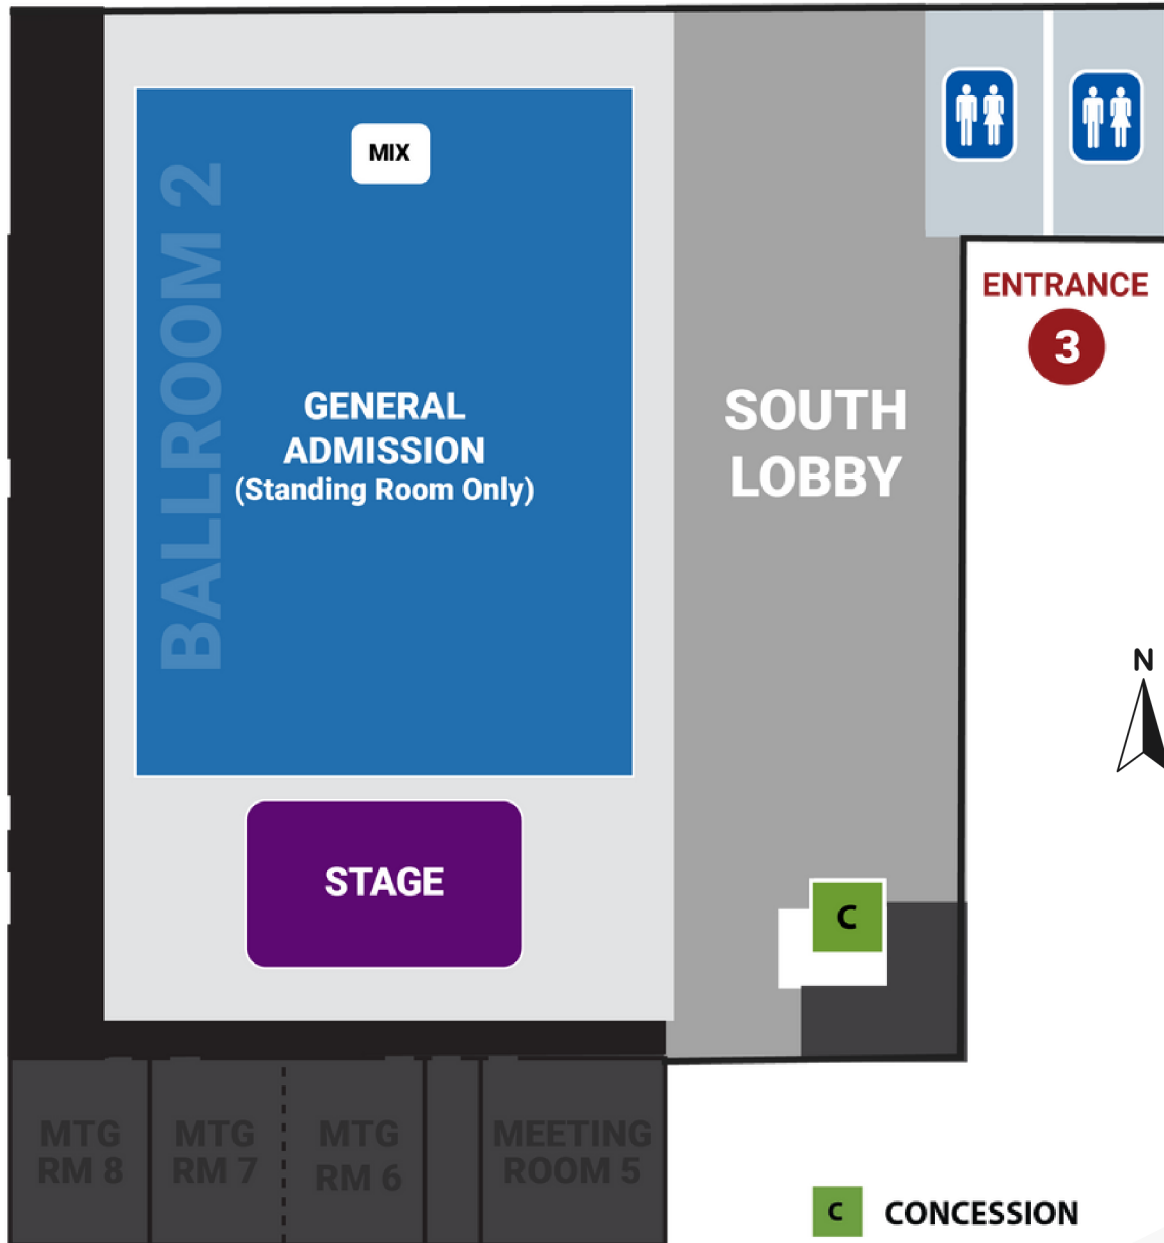 MIX
BALLROOM 2
GENERAL
ADMISSION
(Standing Room Only)
SOUTH
LOBBY
ENTRANCE
3
N
STAGE
C
MTG
RM 8
MTG
RM 7
MTG
RM 6
MEETING
ROOM 5
C CONCESSION